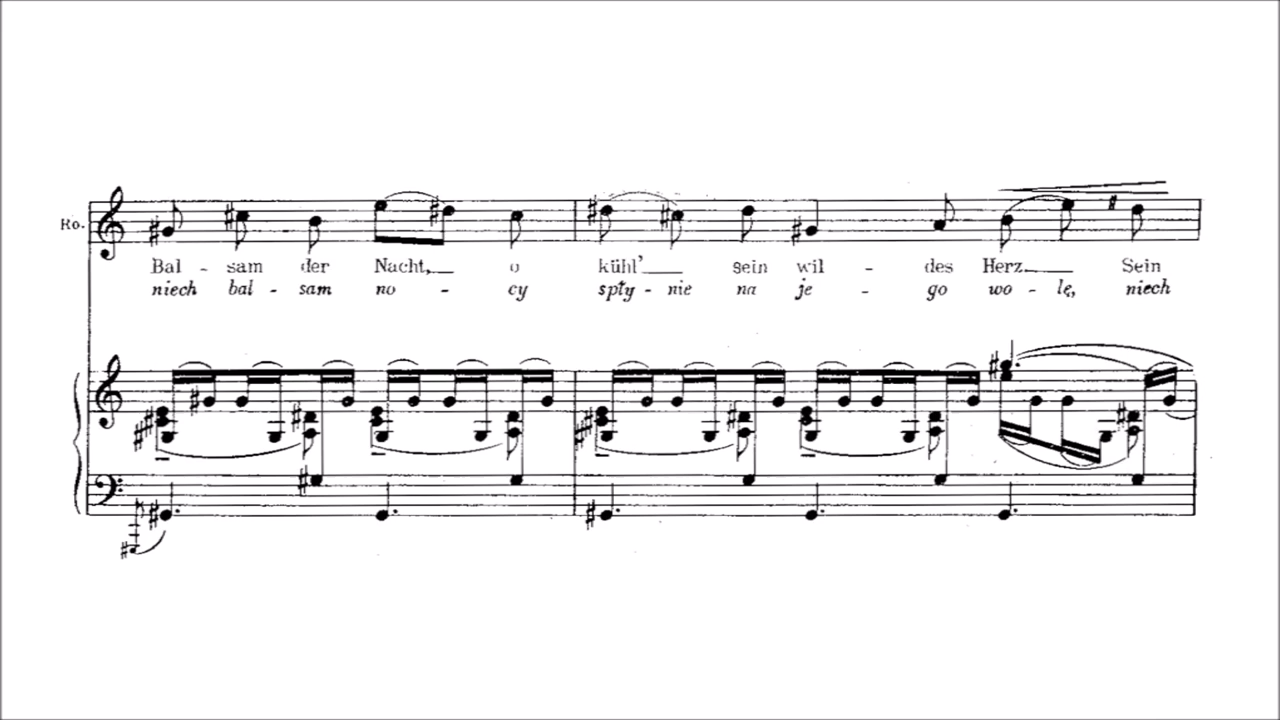 Ro.
Bal - sam der Nacht, o kühl' sein wil - des Herz. Sein
niech bal - sam no - cy spły - nie na je - go wo - lę, niech